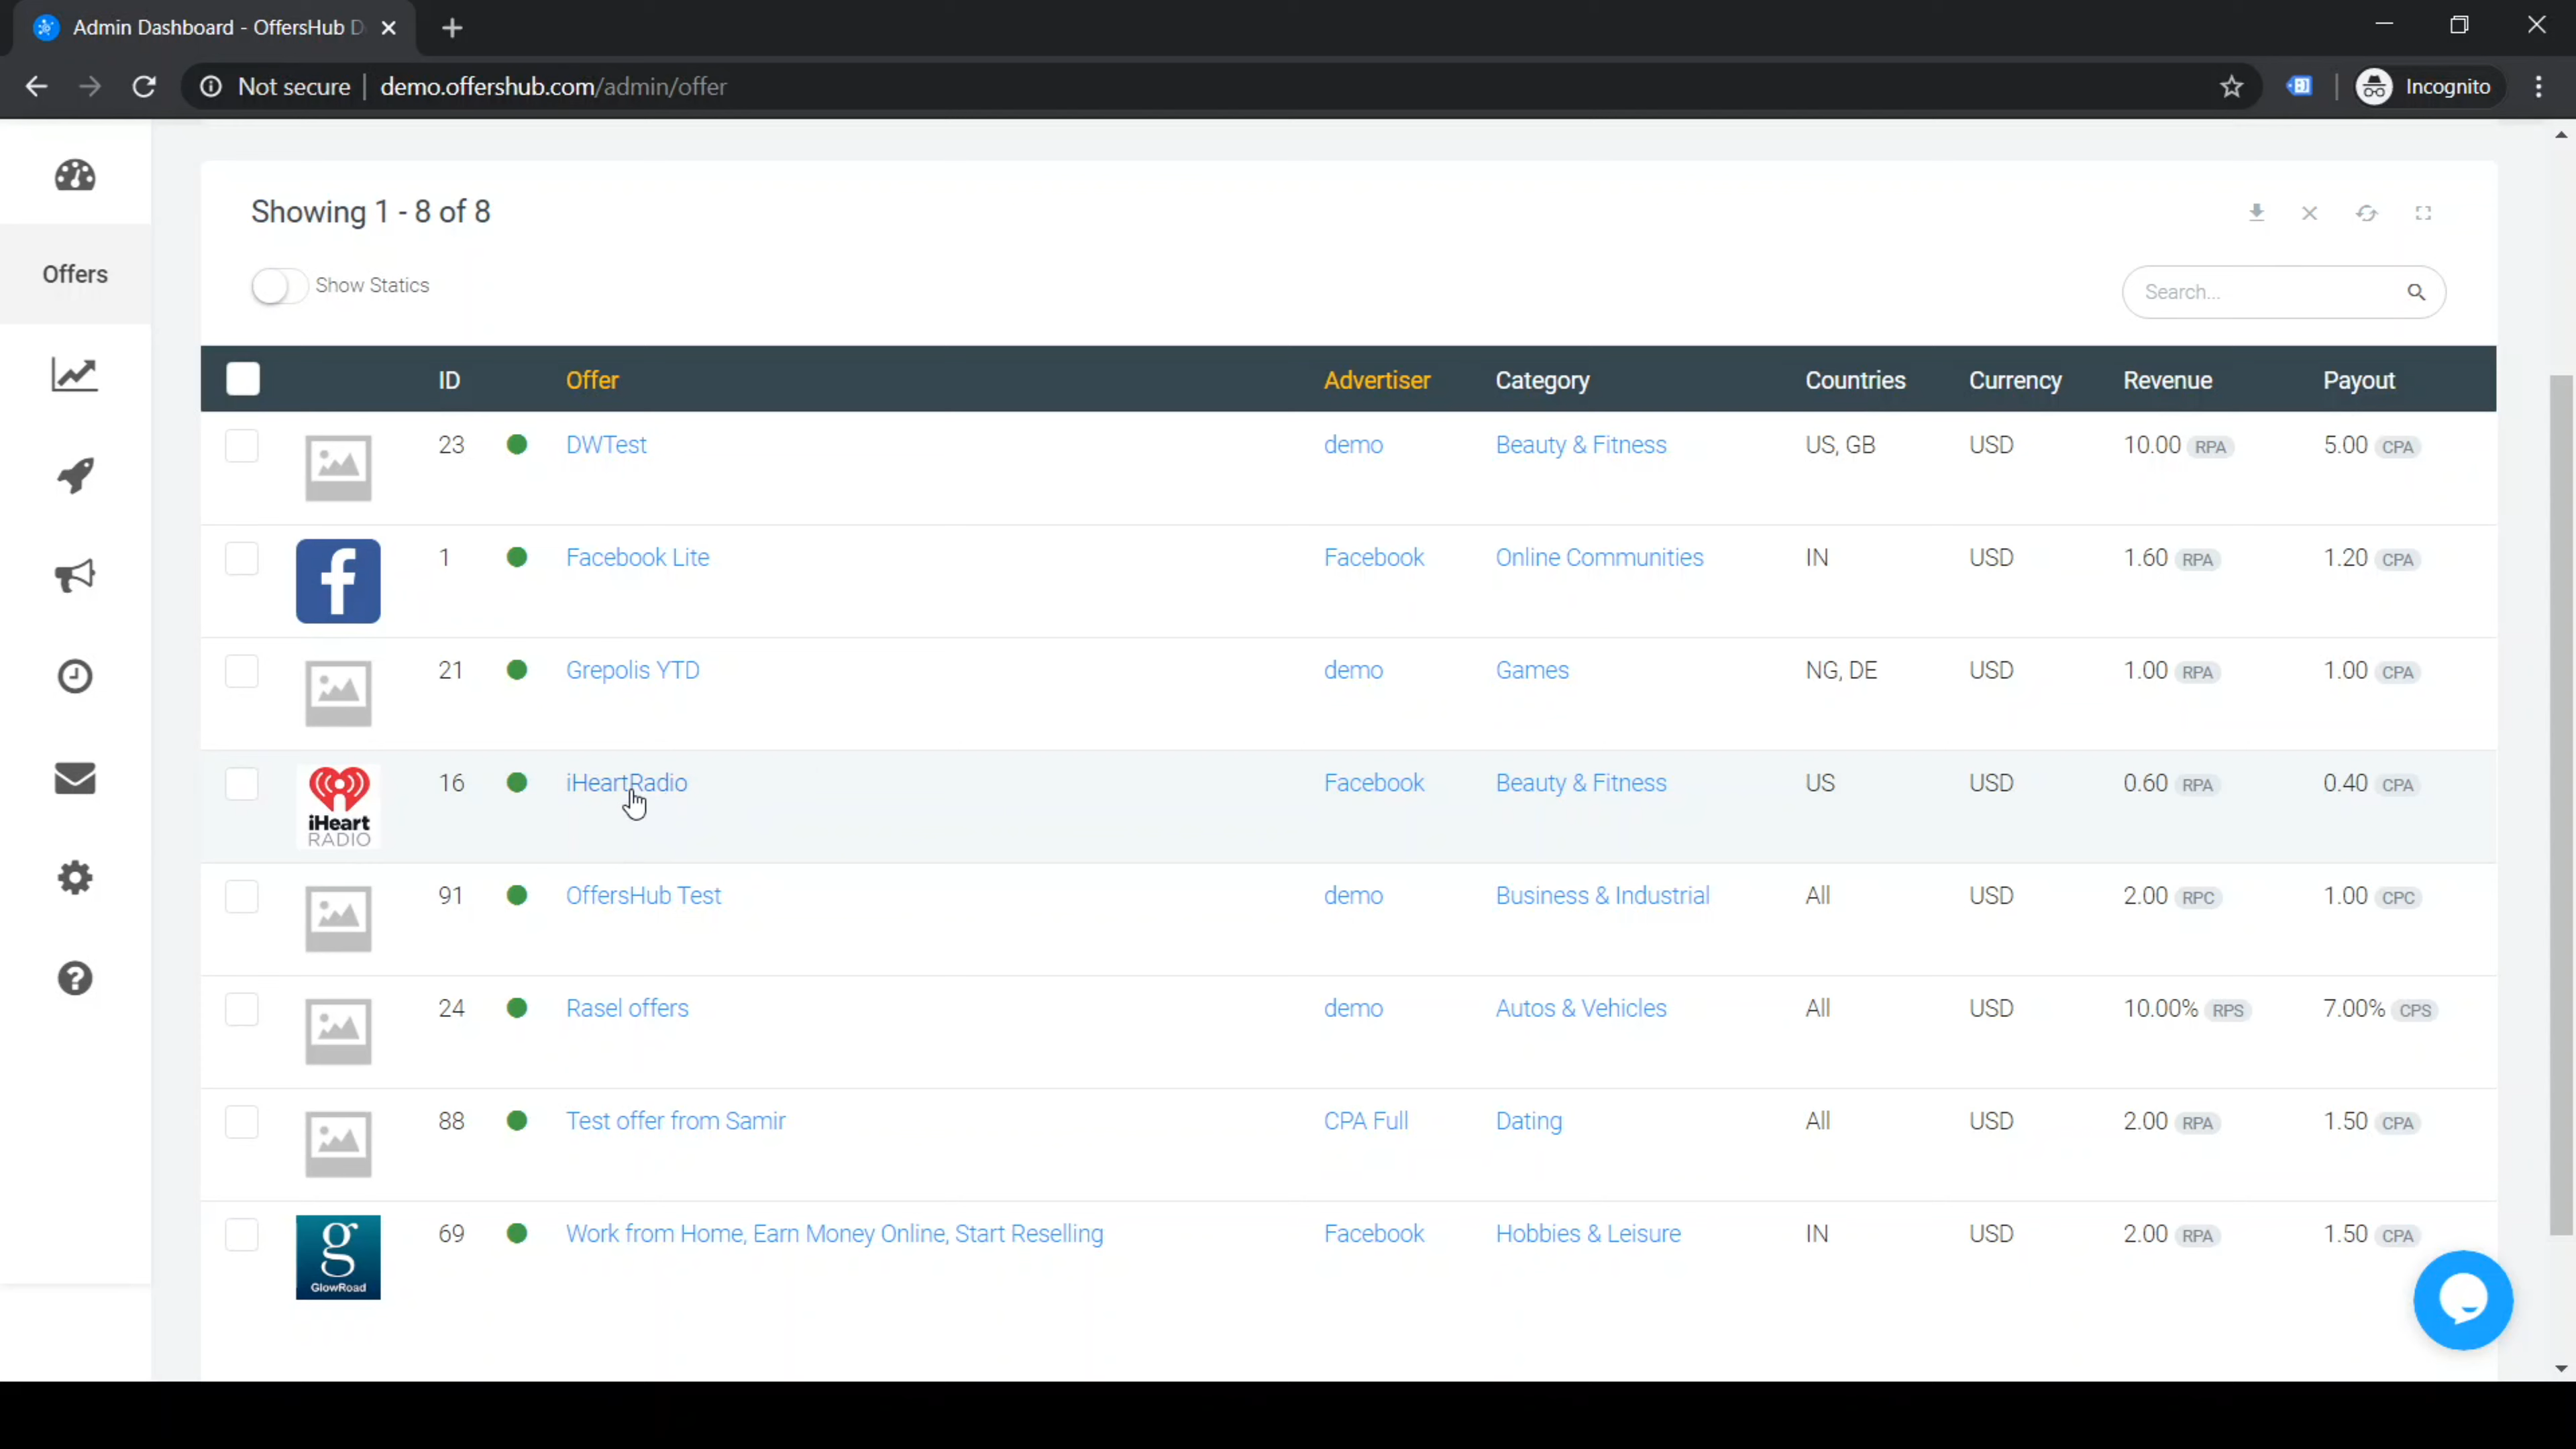 Admin Dashboard - OffersHub D
Not secure | demo.offershub.com/admin/offer
Incognito
Showing 1 - 8 of 8
Offers
Show Statics
Search...
ID Offer Advertiser Category Countries Currency Revenue Payout
23 DWTest demo Beauty & Fitness US, GB USD 10.00 RPA 5.00 CPA
1 Facebook Lite Facebook Online Communities IN USD 1.60 RPA 1.20 CPA
21 Grepolis YTD demo Games NG, DE USD 1.00 RPA 1.00 CPA
16 iHeartRadio Facebook Beauty & Fitness US USD 0.60 RPA 0.40 CPA
iHeart
RADIO
91 OffersHub Test demo Business & Industrial All USD 2.00 RPC 1.00 CPC
24 Rasel offers demo Autos & Vehicles All USD 10.00% RPS 7.00% CPS
88 Test offer from Samir CPA Full Dating All USD 2.00 RPA 1.50 CPA
69 Work from Home, Earn Money Online, Start Reselling Facebook Hobbies & Leisure IN USD 2.00 RPA 1.50 CPA
g
GlowRoad